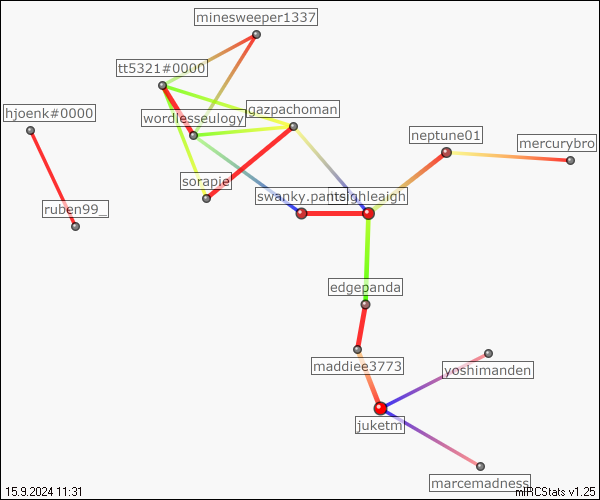 minesweeper1337
tt5321#0000
hjoenk#0000
gazpachoman
wordlesseulogy
neptune01
mercurybro
sorapie
swanky.pants
ruben99_
edgepanda
maddiee3773
yoshimanden
juketm
marcemadness
15.9.2024 11:31
mIRCStats v1.25